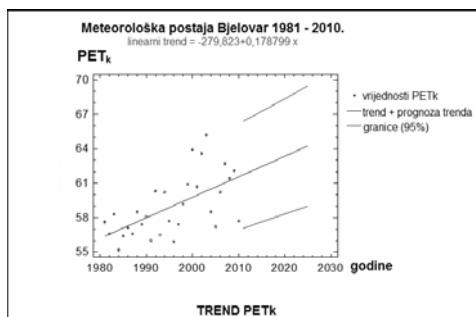 Meteorološka postaja Bjelovar 1981 - 2010.
linearni trend = -279,823+0,178799 x
PETk
70
67
64
61
58
55
1980 1990 2000 2010 2020 2030
godine
vrijednosti PETk
trend + prognoza trenda
granice (95%)
TREND PETk